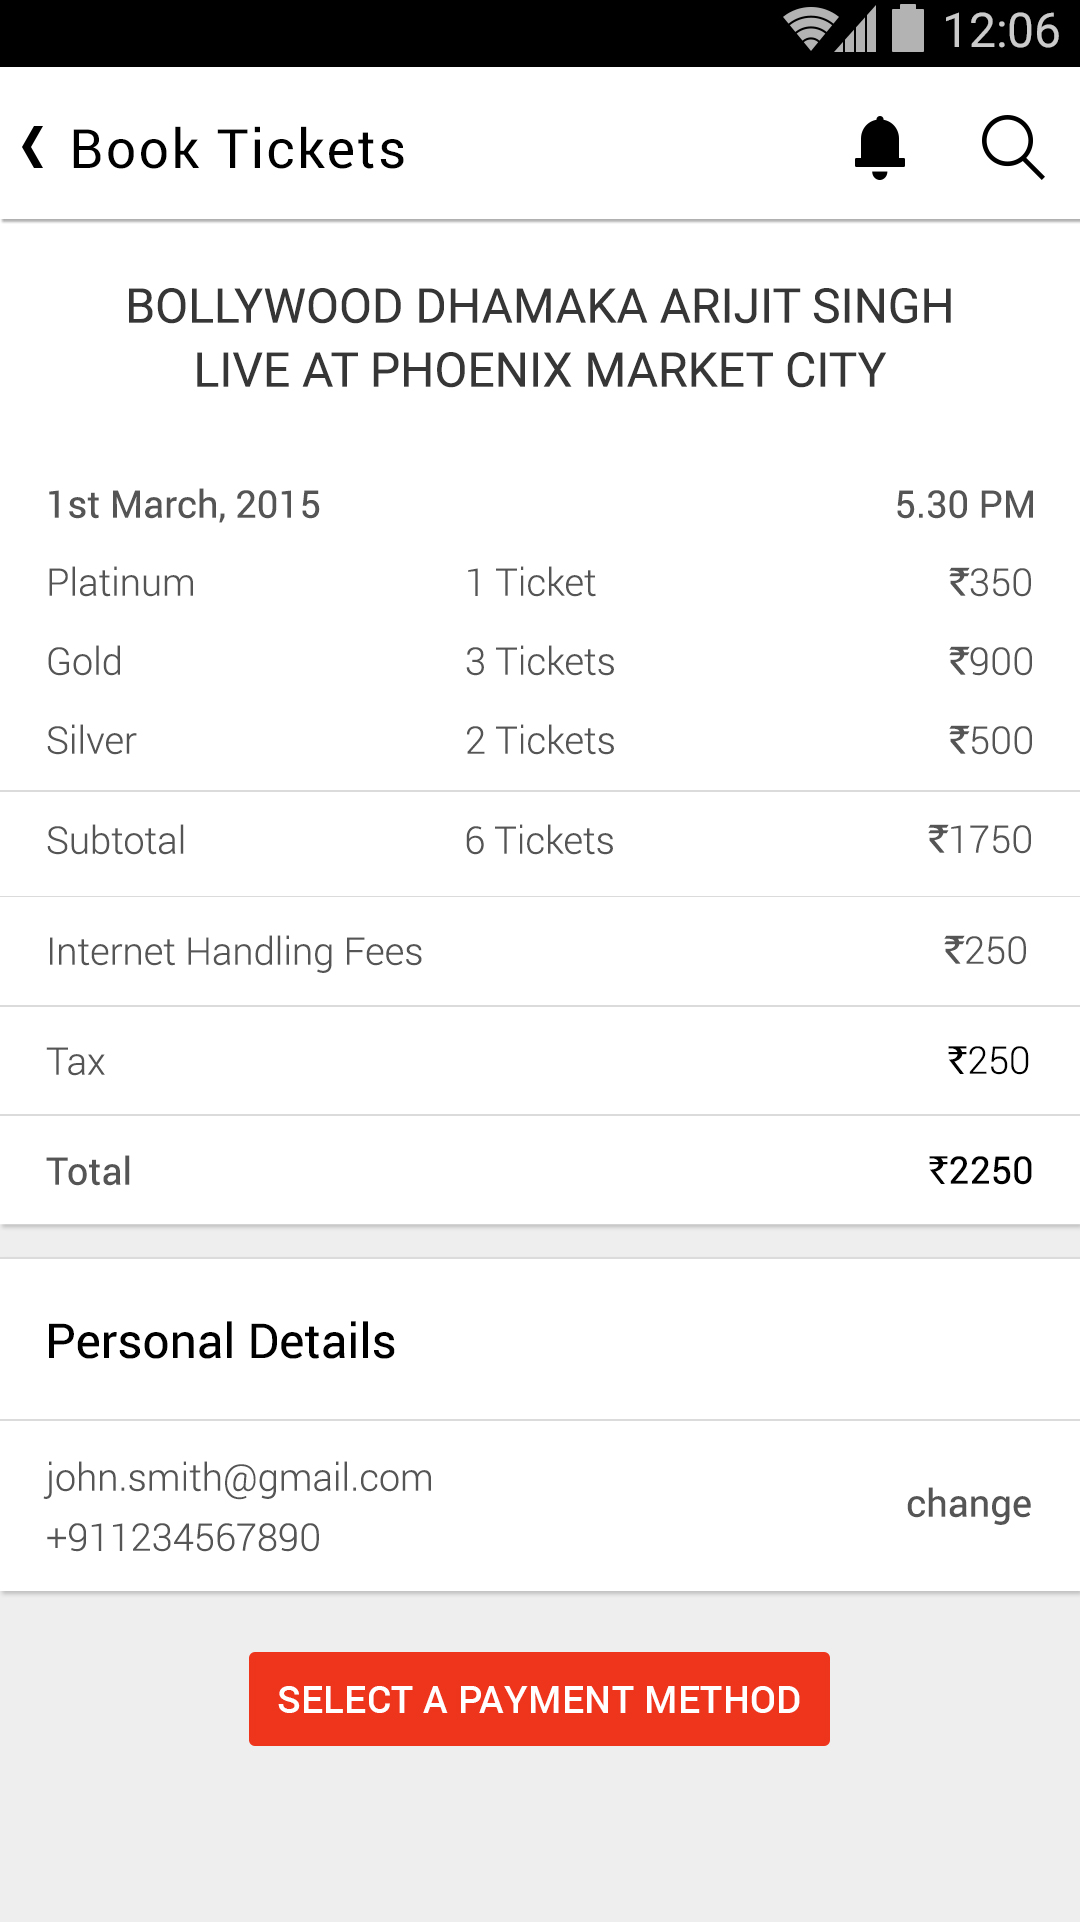 12:06
Book Tickets
BOLLYWOOD DHAMAKA ARIJIT SINGH
LIVE AT PHOENIX MARKET CITY
1st March, 2015 5.30 PM
Platinum 1 Ticket ₹350
Gold 3 Tickets ₹900
Silver 2 Tickets ₹500
Subtotal 6 Tickets ₹1750
Internet Handling Fees ₹250
Tax ₹250
Total ₹2250
Personal Details
john.smith@gmail.com
change
+911234567890
SELECT A PAYMENT METHOD